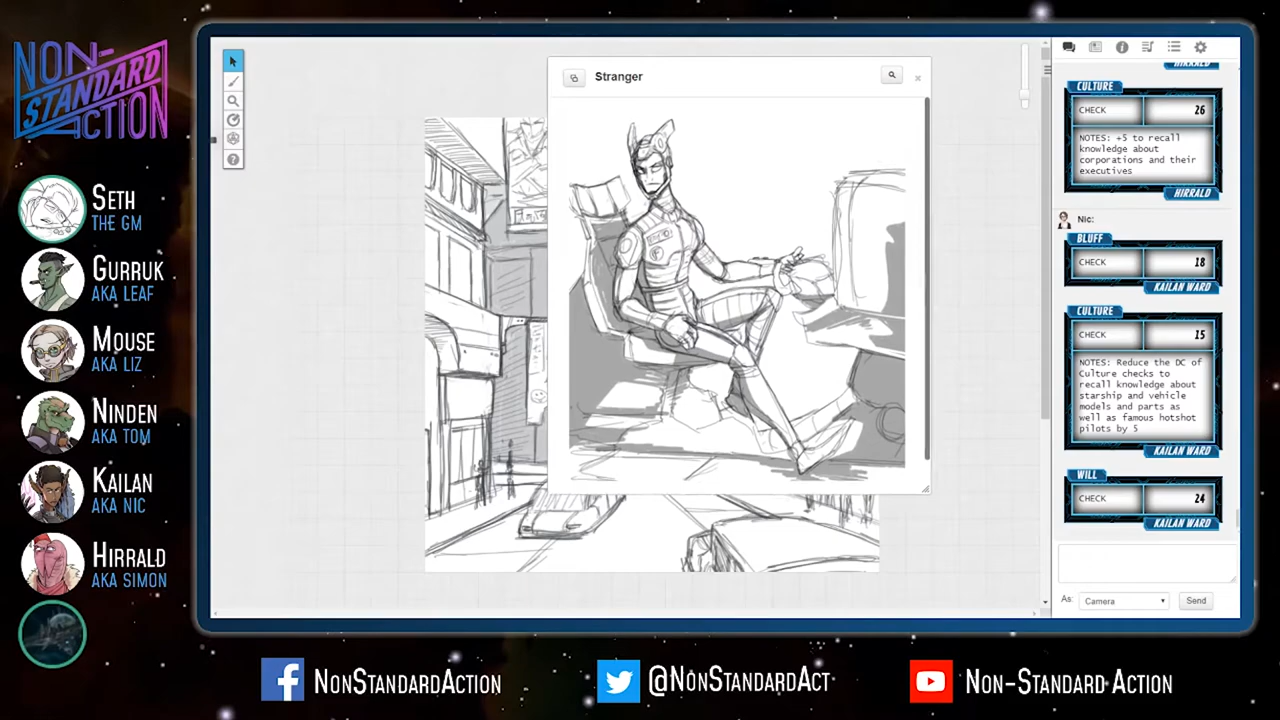 NON-
STANDARD
ACTION
SETH
THE GM
GURRUK
AKA LEAF
MOUSE
AKA LIZ
NINDEN
AKA TOM
KAILAN
AKA NIC
HIRRALD
AKA SIMON
Stranger
HIRRALD
CULTURE
CHECK 26
NOTES: +5 to recall
knowledge about
corporations and their
executives
HIRRALD
Nic:
BLUFF
CHECK 18
KAILAN WARD
CULTURE
CHECK 15
NOTES: Reduce the DC of
Culture checks to
recall knowledge about
starship and vehicle
models and parts as
well as famous hotshot
pilots by 5
KAILAN WARD
WILL
CHECK 24
KAILAN WARD
As: Camera Send
NONSTANDARDACTION
@NONSTANDARDACT
NON-STANDARD ACTION